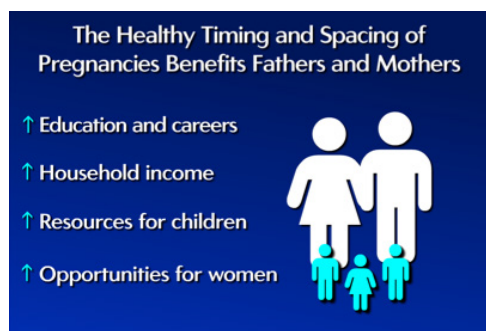 The Healthy Timing and Spacing of
Pregnancies Benefits Fathers and Mothers
↑ Education and careers
↑ Household income
↑ Resources for children
↑ Opportunities for women